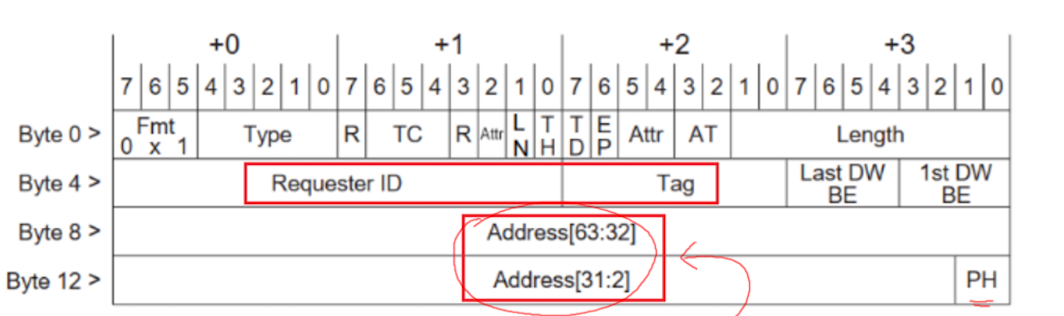 +0 +1 +2 +3
7 6 5 4 3 2 1 0 7 6 5 4 3 2 1 0 7 6 5 4 3 2 1 0 7 6 5 4 3 2 1 0
Byte 0 > Fmt 0 x 1 Type R TC R Attr LN TH TD EP Attr AT Length
Byte 4 > Requester ID Tag Last DW BE 1st DW BE
Byte 8 > Address[63:32]
Byte 12 > Address[31:2] PH